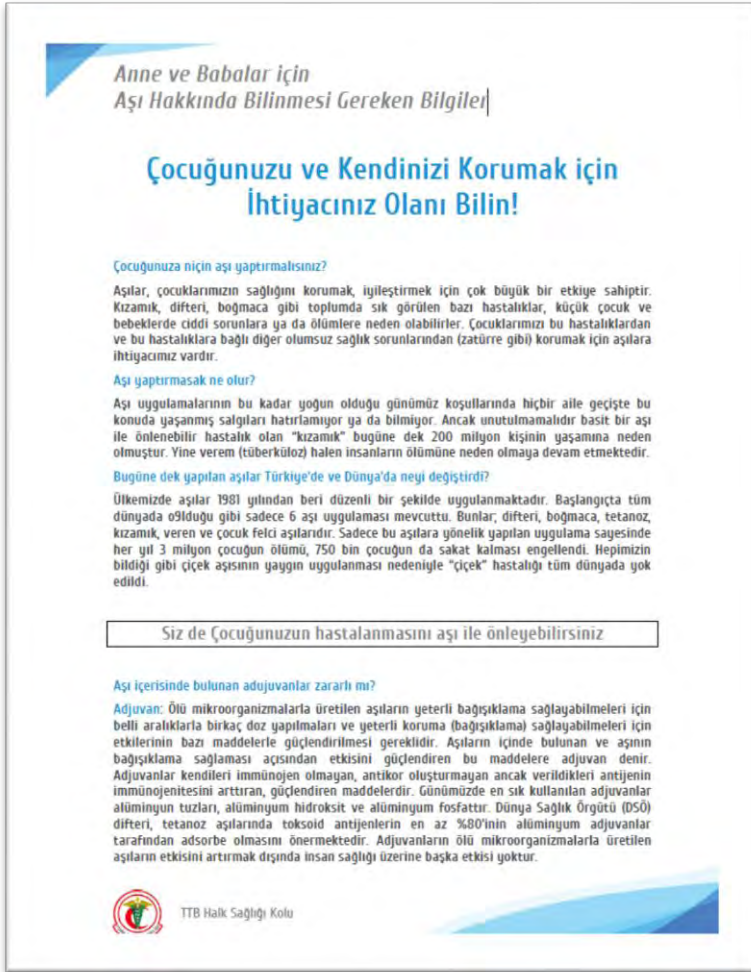 Anne ve Babalar için
Aşı Hakkında Bilinmesi Gereken Bilgiler
Çocuğunuzu ve Kendinizi Korumak için
İhtiyacınız Olanı Bilin!
Çocuğunuza niçin aşı yaptırmalısınız?
Aşılar, çocuklarımızın sağlığını korumak, iyileştirmek için çok büyük bir etkiye sahiptir.
Kızamık, difteri, boğmaca gibi toplumda sık görülen bazı hastalıklar, küçük çocuk ve
bebeklerde ciddi sorunlara ya da ölümlere neden olabilirler. Çocuklarımızı bu hastalıklardan
ve bu hastalıklara bağlı diğer olumsuz sağlık sorunlarından (zatürre gibi) korumak için aşılara
ihtiyacımız vardır.
Aşı yaptırmasak ne olur?
Aşı uygulamalarının bu kadar yoğun olduğu günümüz koşullarında hiçbir aile geçişte bu
konuda yaşanmış salgıları hatırlamıyor ya da bilmiyor. Ancak unutulmamalıdır basit bir aşı
ile önlenebilir hastalık olan "kızamık" bugüne dek 200 milyon kişinin yaşamına neden
olmuştur. Yine verem (tüberküloz) halen insanların ölümüne neden olmaya devam etmektedir.
Bugüne dek yapılan aşılar Türkiye'de ve Dünya'da neyi değiştirdi?
Ülkemizde aşılar 1981 yılından beri düzenli bir şekilde uygulanmaktadır. Başlangıçta tüm
dünyada o9lduğu gibi sadece 6 aşı uygulaması mevcuttu. Bunlar; difteri, boğmaca, tetanoz,
kızamık, veren ve çocuk felci aşılarıdır. Sadece bu aşılara yönelik yapılan uygulama sayesinde
her yıl 3 milyon çocuğun ölümü, 750 bin çocuğun da sakat kalması engellendi. Hepimizin
bildiği gibi çiçek aşısının yaygın uygulanması nedeniyle "çiçek" hastalığı tüm dünyada yok
edildi.
Siz de Çocuğunuzun hastalanmasını aşı ile önleyebilirsiniz
Aşı içerisinde bulunan adujuvanlar zararlı mı?
Adjuvan: Ölü mikroorganizmalarla üretilen aşıların yeterli bağışıklama sağlayabilmeleri için
belli aralıklarla birkaç doz yapılmaları ve yeterli koruma (bağışıklama) sağlayabilmeleri için
etkilerinin bazı maddelerle güçlendirilmesi gereklidir. Aşıların içinde bulunan ve aşının
bağışıklama sağlaması açısından etkisini güçlendiren bu maddelere adjuvan denir.
Adjuvanlar kendileri immünojen olmayan, antikor oluşturmayan ancak verildikleri antijenin
immünojenitesini arttıran, güçlendiren maddelerdir. Günümüzde en sık kullanılan adjuvanlar
alüminyun tuzları, alüminyum hidroksit ve alüminyum fosfattır. Dünya Sağlık Örgütü (DSÖ)
difteri, tetanoz aşılarında toksoid antijenlerin en az %80'inin alüminyum adjuvanlar
tarafından adsorbe olmasını önermektedir. Adjuvanların ölü mikroorganizmalarla üretilen
aşıların etkisini artırmak dışında insan sağlığı üzerine başka etkisi yoktur.
TTB Halk Sağlığı Kolu